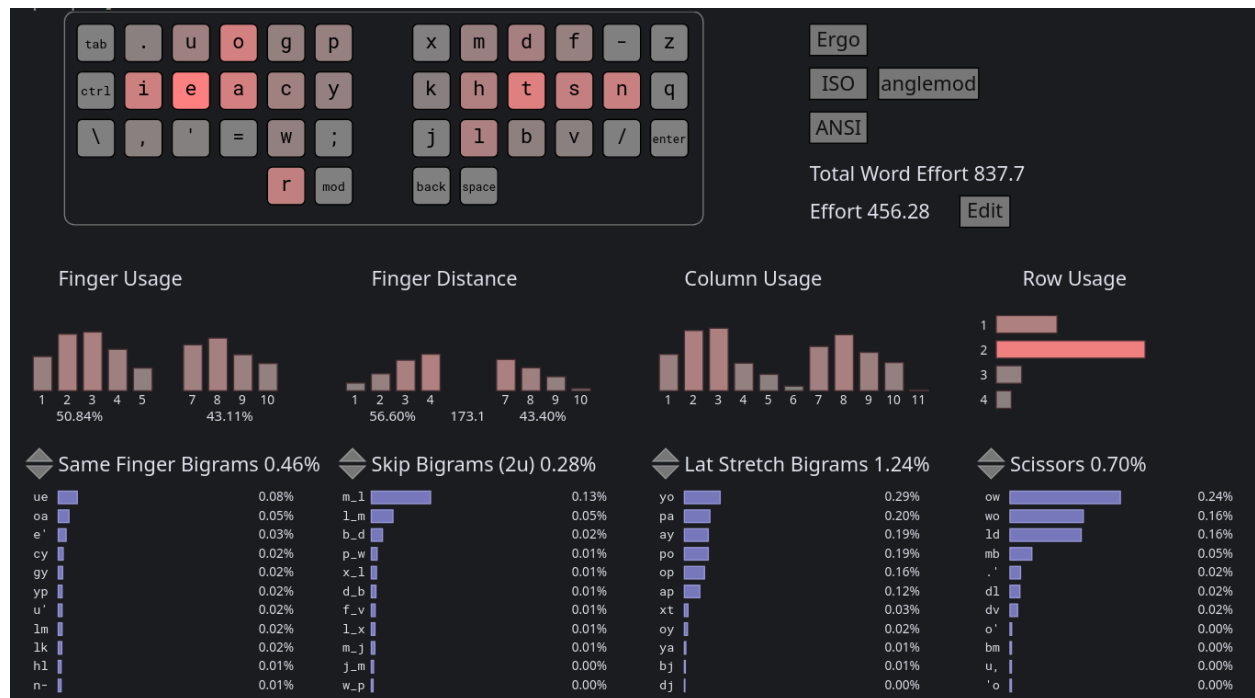 tab . u o g p x m d f - z
ctrl i e a c y k h t s n q
\ , ' = w ; j l b v / enter
r mod back space
Ergo
ISO anglemod
ANSI
Total Word Effort 837.7
Effort 456.28 Edit
Finger Usage
1 2 3 4 5 7 8 9 10
50.84% 43.11%
Finger Distance
1 2 3 4 7 8 9 10
56.60% 173.1 43.40%
Column Usage
1 2 3 4 5 6 7 8 9 10 11
Row Usage
1
2
3
4
Same Finger Bigrams 0.46%
ue 0.08%
oa 0.05%
e' 0.03%
cy 0.02%
gy 0.02%
yp 0.02%
u' 0.02%
lm 0.02%
lk 0.02%
hl 0.01%
n- 0.01%
Skip Bigrams (2u) 0.28%
m_l 0.13%
l_m 0.05%
b_d 0.02%
p_w 0.01%
x_l 0.01%
d_b 0.01%
f_v 0.01%
l_x 0.01%
m_j 0.01%
j_m 0.00%
w_p 0.00%
Lat Stretch Bigrams 1.24%
yo 0.29%
pa 0.20%
ay 0.19%
po 0.19%
op 0.16%
ap 0.12%
xt 0.03%
oy 0.02%
ya 0.01%
bj 0.01%
dj 0.00%
Scissors 0.70%
ow 0.24%
wo 0.16%
ld 0.16%
mb 0.05%
.' 0.02%
dl 0.02%
dv 0.02%
o' 0.00%
bm 0.00%
u, 0.00%
'o 0.00%